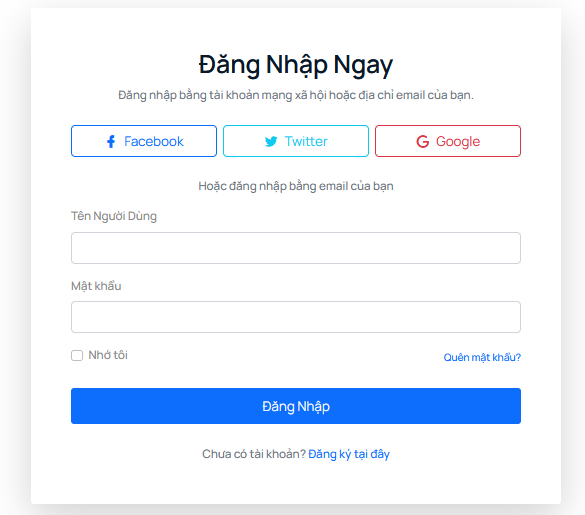 Đăng Nhập Ngay
Đăng nhập bằng tài khoản mạng xã hội hoặc địa chỉ email của bạn.
Facebook Twitter Google
Hoặc đăng nhập bằng email của bạn
Tên Người Dùng
Mật khẩu
Nhớ tôi Quên mật khẩu?
Đăng Nhập
Chưa có tài khoản? Đăng ký tại đây